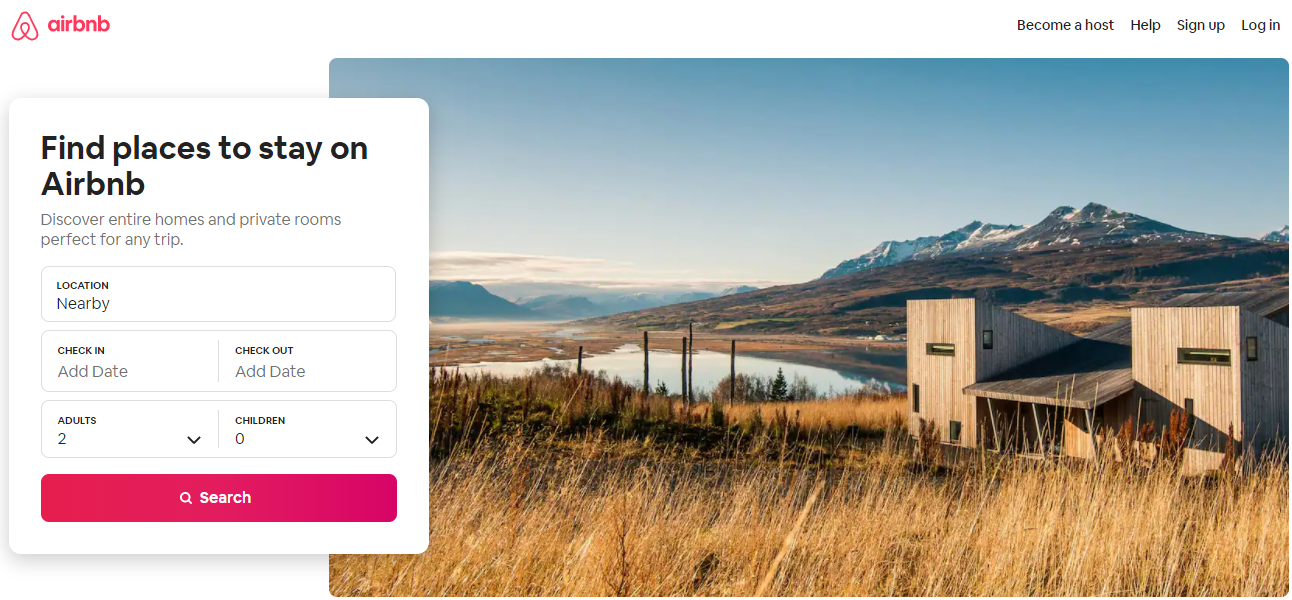 airbnb
Become a host Help Sign up Log in
Find places to stay on
Airbnb
Discover entire homes and private rooms
perfect for any trip.
LOCATION
Nearby
CHECK IN CHECK OUT
Add Date Add Date
ADULTS CHILDREN
2 0
Search